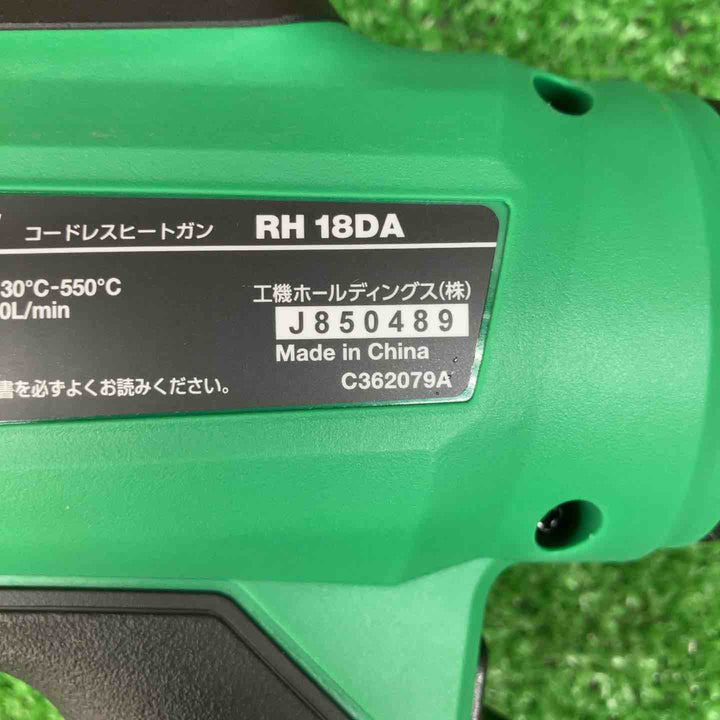 コードレスヒートガン RH 18DA
30°C-550°C
0L/min
工機ホールディングス(株)
J850489
Made in China
書を必ずよくお読みください。
C362079A